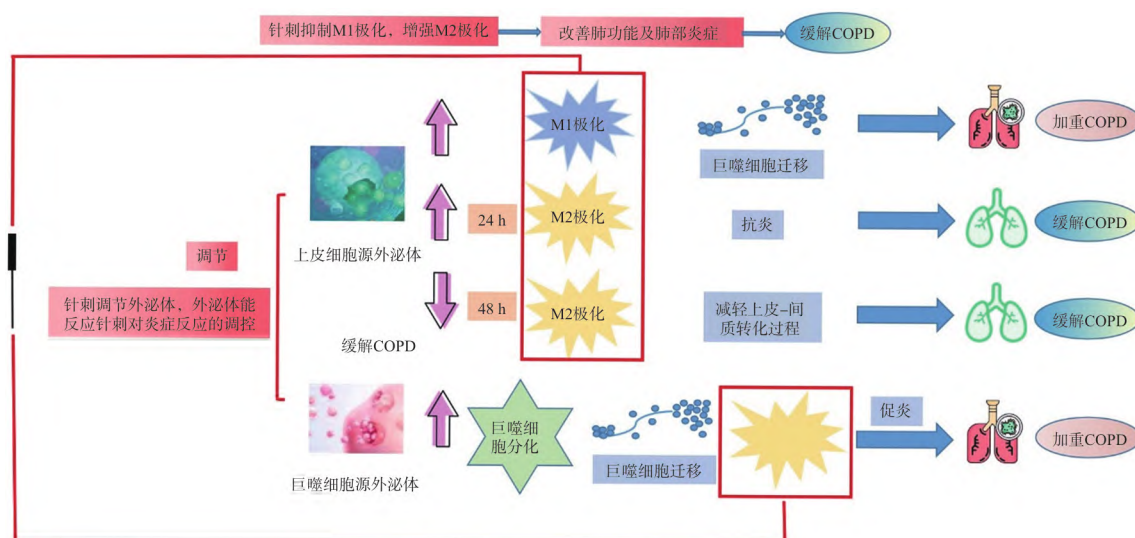 针刺抑制M1极化，增强M2极化
改善肺功能及肺部炎症
缓解COPD
M1极化
巨噬细胞迁移
加重COPD
上皮细胞源外泌体
24 h
M2极化
抗炎
缓解COPD
调节
针刺调节外泌体，外泌体能
反应针刺对炎症反应的调控
48 h
M2极化
减轻上皮-间
质转化过程
缓解COPD
缓解COPD
巨噬细胞源外泌体
巨噬细
胞分化
巨噬细胞迁移
促炎
加重COPD